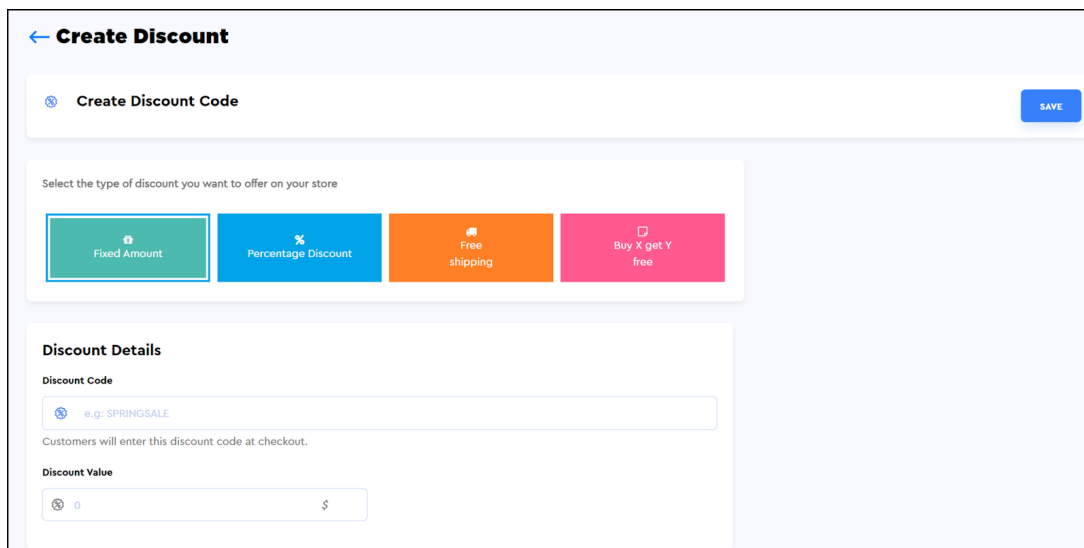 Create Discount
Create Discount Code
SAVE
Select the type of discount you want to offer on your store
Fixed Amount
Percentage Discount
Free
shipping
Buy X get Y
free
Discount Details
Discount Code
e.g: SPRINGSALE
Customers will enter this discount code at checkout.
Discount Value
0 $